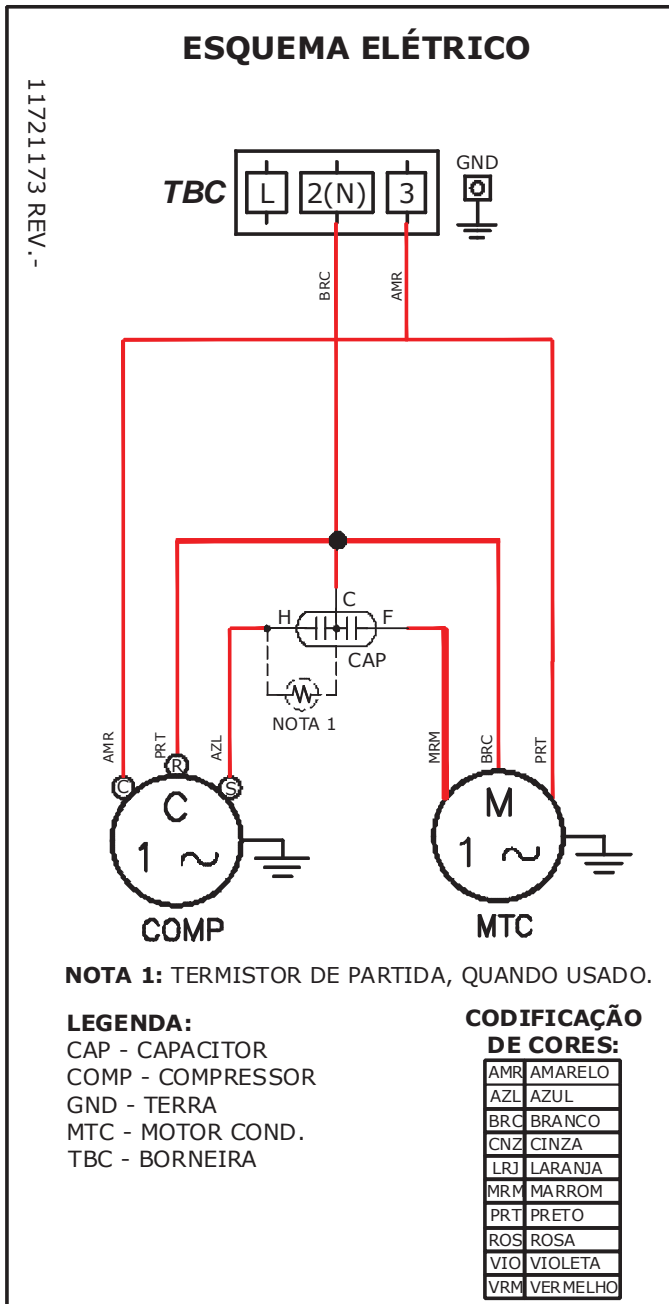 ESQUEMA ELÉTRICO
11721173 REV.-
TBC
L
2(N)
3
GND
BRC
AMR
H
C
F
CAP
NOTA 1
AMR
PRT
AZL
MRM
BRC
PRT
C
R
S
C
1 ~
COMP
M
1 ~
MTC
NOTA 1: TERMISTOR DE PARTIDA, QUANDO USADO.
LEGENDA:
CAP - CAPACITOR
COMP - COMPRESSOR
GND - TERRA
MTC - MOTOR COND.
TBC - BORNEIRA
CODIFICAÇÃO
DE CORES:
AMR AMARELO
AZL AZUL
BRC BRANCO
CNZ CINZA
LRJ LARANJA
MRM MARROM
PRT PRETO
ROS ROSA
VIO VIOLETA
VRM VERMELHO